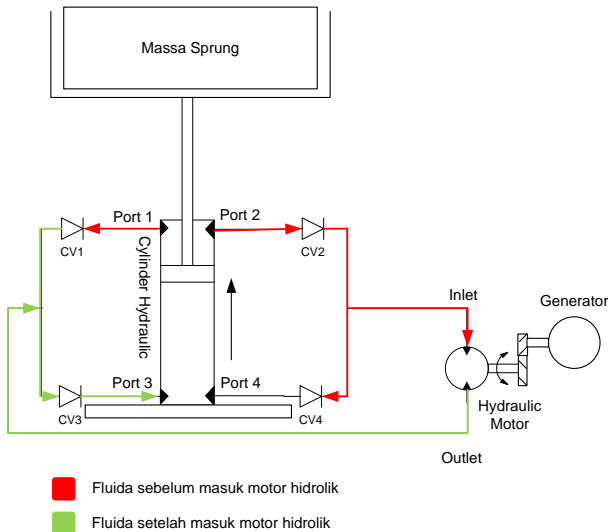 Massa Sprung
Port 1
Port 2
CV1
CV2
Cylinder Hydraulic
Inlet
Generator
Port 3
Port 4
CV3
CV4
Hydraulic
Motor
Outlet
Fluida sebelum masuk motor hidrolik
Fluida setelah masuk motor hidrolik